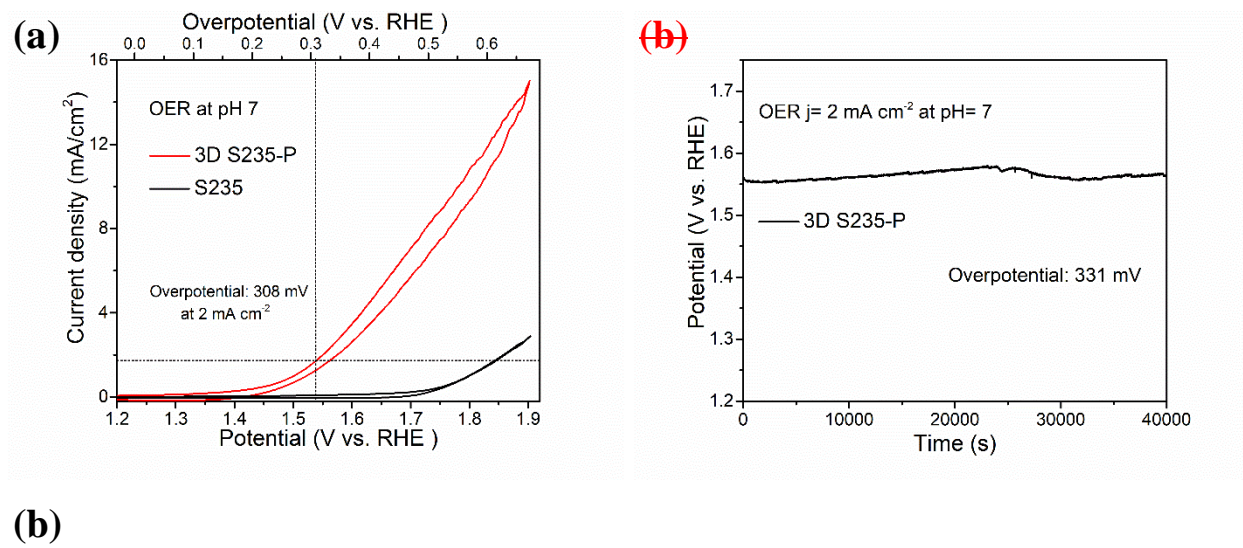 (a)
Overpotential (V vs. RHE )
0.0 0.1 0.2 0.3 0.4 0.5 0.6
16
12
8
4
0
Current density (mA/cm²)
OER at pH 7
3D S235-P
S235
Overpotential: 308 mV
at 2 mA cm⁻²
1.2 1.3 1.4 1.5 1.6 1.7 1.8 1.9
Potential (V vs. RHE )
(b)
1.7
1.6
1.5
1.4
1.3
1.2
Potential (V vs. RHE)
OER j= 2 mA cm⁻² at pH= 7
3D S235-P
Overpotential: 331 mV
0 10000 20000 30000 40000
Time (s)
(b)